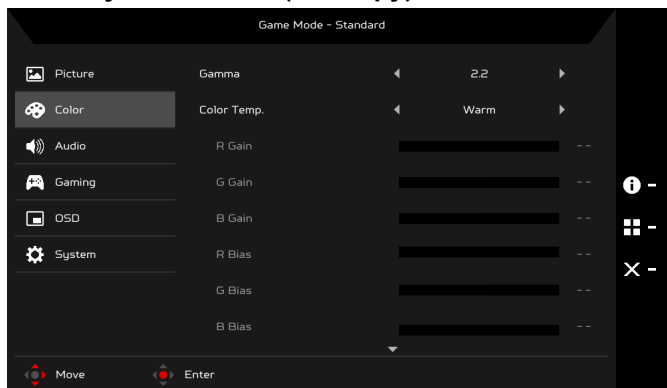 Game Mode - Standard
Picture
Gamma 2.2
Color
Color Temp. Warm
Audio
R Gain --
Gaming
G Gain --
OSD
B Gain --
System
R Bias --
G Bias --
B Bias --
Move Enter